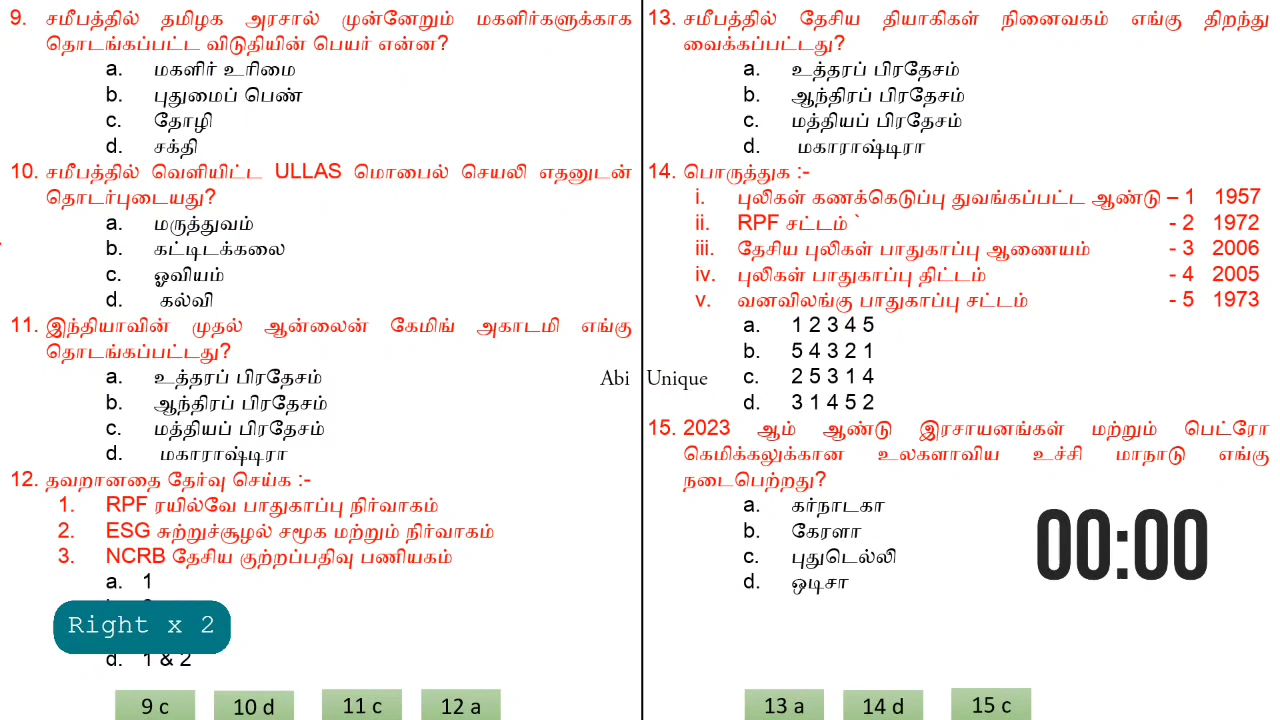 9. சமீபத்தில் தமிழக அரசால் முன்னேறும் மகளிர்களுக்காக
தொடங்கப்பட்ட விடுதியின் பெயர் என்ன?
a. மகளிர் உரிமை
b. புதுமைப் பெண்
c. தோழி
d. சக்தி
10. சமீபத்தில் வெளியிட்ட ULLAS மொபைல் செயலி எதனுடன்
தொடர்புடையது?
a. மருத்துவம்
b. கட்டிடக்கலை
c. ஓவியம்
d. கல்வி
11. இந்தியாவின் முதல் ஆன்லைன் கேமிங் அகாடமி எங்கு
தொடங்கப்பட்டது?
a. உத்தரப் பிரதேசம்
b. ஆந்திரப் பிரதேசம்
c. மத்தியப் பிரதேசம்
d. மகாராஷ்டிரா
12. தவறானதை தேர்வு செய்க :-
1. RPF ரயில்வே பாதுகாப்பு நிர்வாகம்
2. ESG சுற்றுச்சூழல் சமூக மற்றும் நிர்வாகம்
3. NCRB தேசிய குற்றப்பதிவு பணியகம்
a. 1
Right x 2
d. 1 & 2
9 c 10 d 11 c 12 a
Abi Unique
13. சமீபத்தில் தேசிய தியாகிகள் நினைவகம் எங்கு திறந்து
வைக்கப்பட்டது?
a. உத்தரப் பிரதேசம்
b. ஆந்திரப் பிரதேசம்
c. மத்தியப் பிரதேசம்
d. மகாராஷ்டிரா
14. பொருத்துக :-
i. புலிகள் கணக்கெடுப்பு துவங்கப்பட்ட ஆண்டு – 1 1957
ii. RPF சட்டம் ` - 2 1972
iii. தேசிய புலிகள் பாதுகாப்பு ஆணையம் - 3 2006
iv. புலிகள் பாதுகாப்பு திட்டம் - 4 2005
v. வனவிலங்கு பாதுகாப்பு சட்டம் - 5 1973
a. 1 2 3 4 5
b. 5 4 3 2 1
c. 2 5 3 1 4
d. 3 1 4 5 2
15. 2023 ஆம் ஆண்டு இரசாயனங்கள் மற்றும் பெட்ரோ
கெமிக்கலுக்கான உலகளாவிய உச்சி மாநாடு எங்கு
நடைபெற்றது?
a. கர்நாடகா
b. கேரளா
c. புதுடெல்லி
d. ஒடிசா
00:00
13 a 14 d 15 c